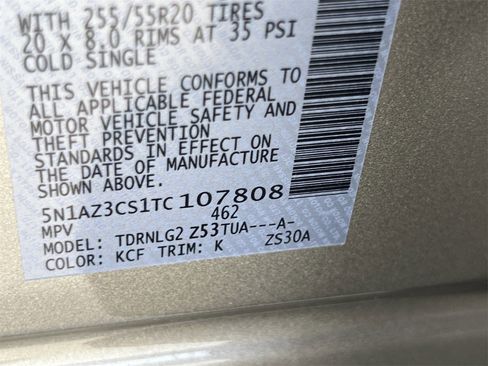 WITH 255/55R20 TIRES
20 X 8.0 RIMS AT 35 PSI
COLD SINGLE
THIS VEHICLE CONFORMS TO
ALL APPLICABLE FEDERAL
MOTOR VEHICLE SAFETY AND
THEFT PREVENTION
STANDARDS IN EFFECT ON
THE DATE OF MANUFACTURE
SHOWN ABOVE.
5N1AZ3CS1TC107808
MPV 462
MODEL: TDRNLG2 Z53TUA---A-
COLOR: KCF TRIM: K ZS30A